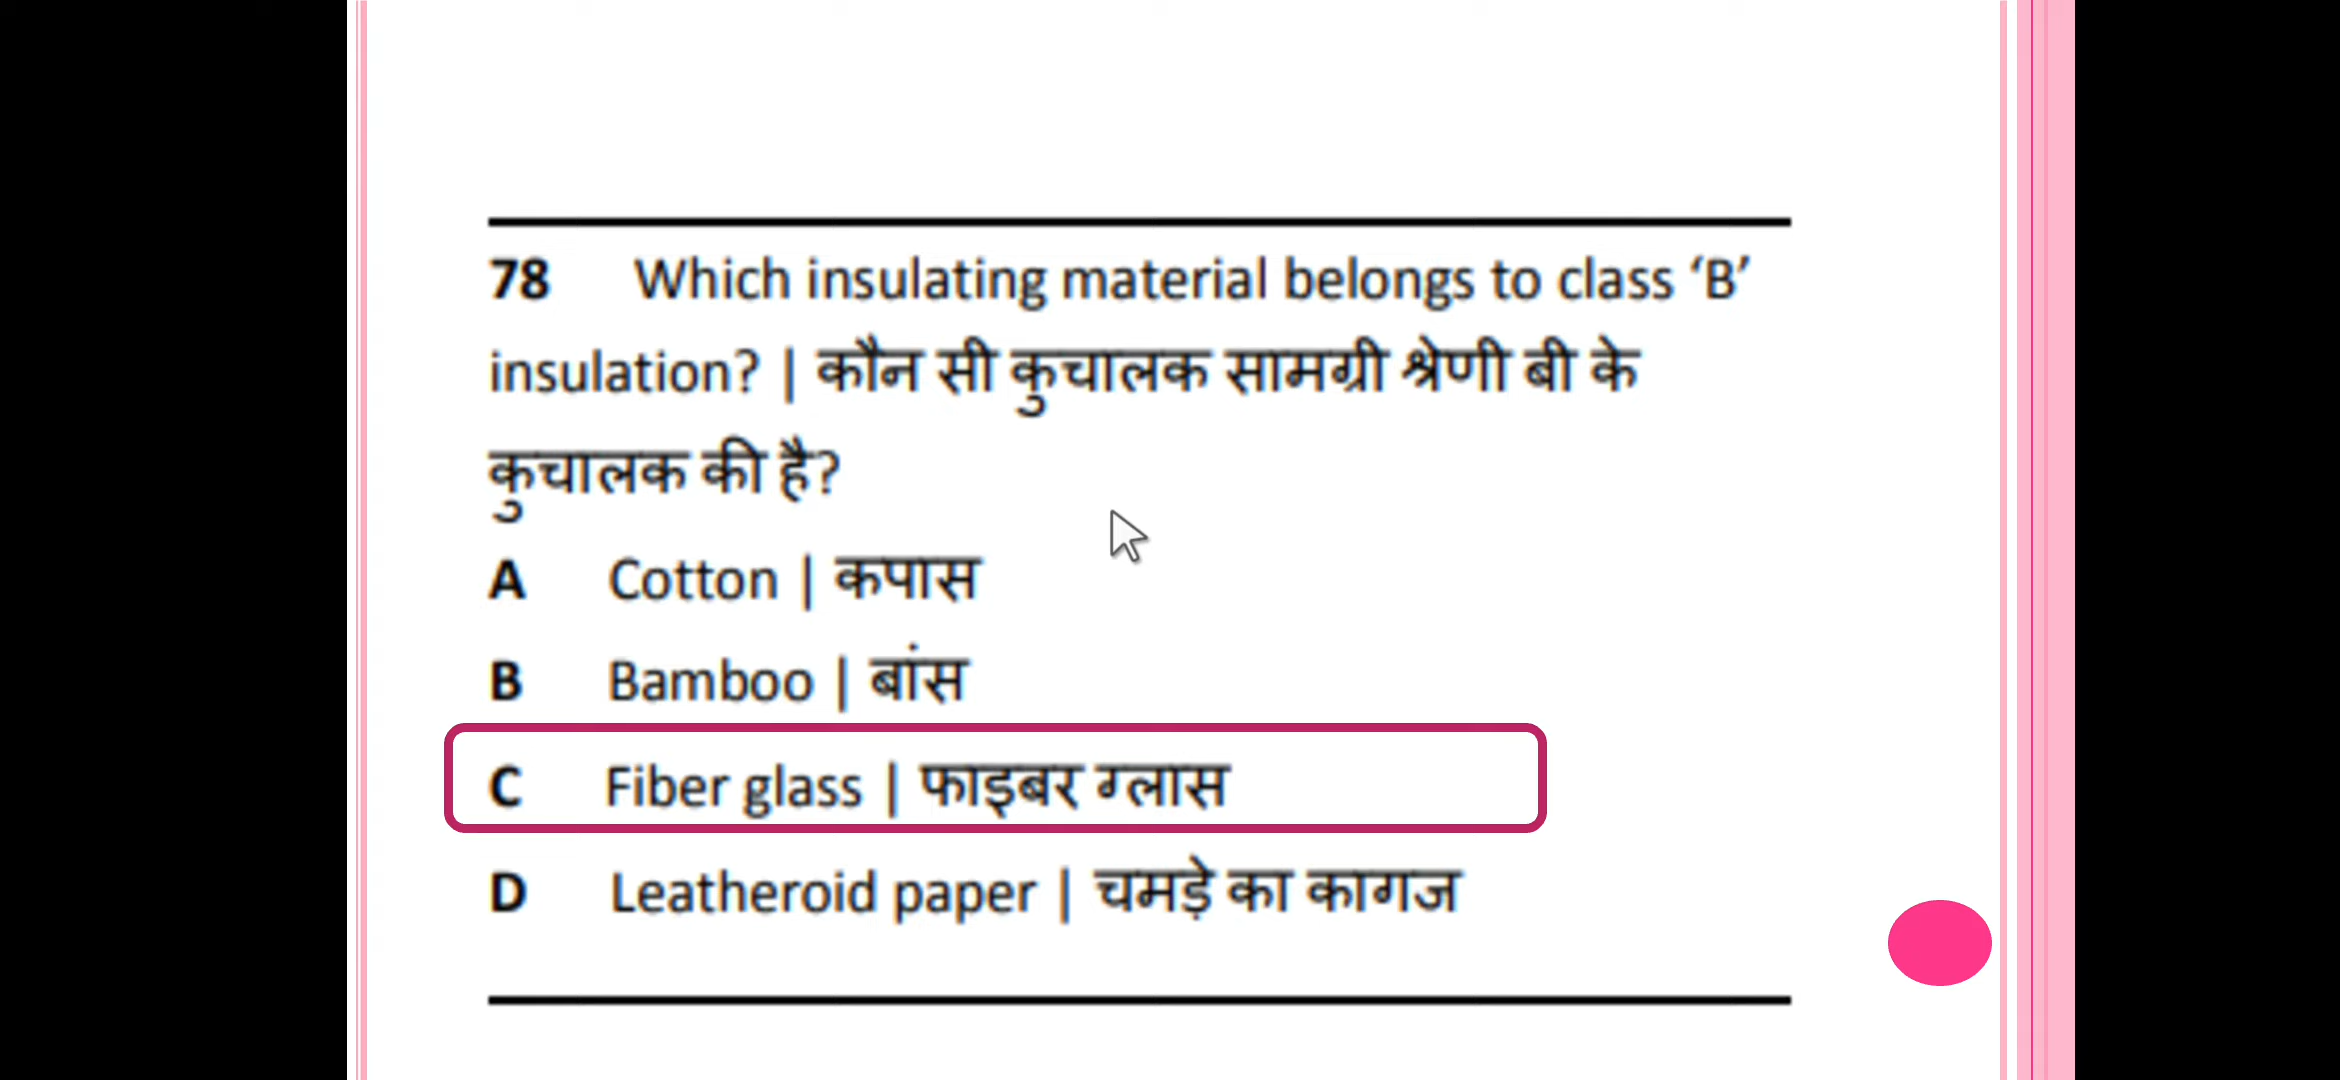 78 Which insulating material belongs to class ‘B’
insulation? | कौन सी कुचालक सामग्री श्रेणी बी के
कुचालक की है?
A Cotton | कपास
B Bamboo | बांस
C Fiber glass | फाइबर ग्लास
D Leatheroid paper | चमड़े का कागज